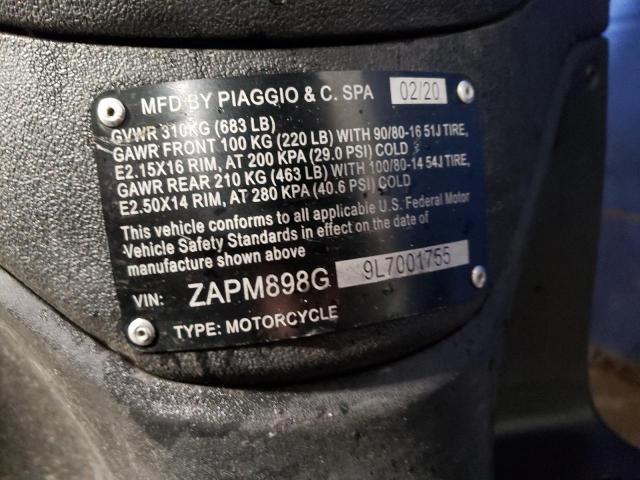 MFD BY PIAGGIO & C. SPA 02/20
GVWR 310KG (683 LB)
GAWR FRONT 100 KG (220 LB) WITH 90/80-16 51J TIRE,
E2.15X16 RIM, AT 200 KPA (29.0 PSI) COLD
GAWR REAR 210 KG (463 LB) WITH 100/80-14 54J TIRE,
E2.50X14 RIM, AT 280 KPA (40.6 PSI) COLD
This vehicle conforms to all applicable U.S. Federal Motor
Vehicle Safety Standards in effect on the date of
manufacture shown above
VIN: ZAPM898G 9L7001755
TYPE: MOTORCYCLE